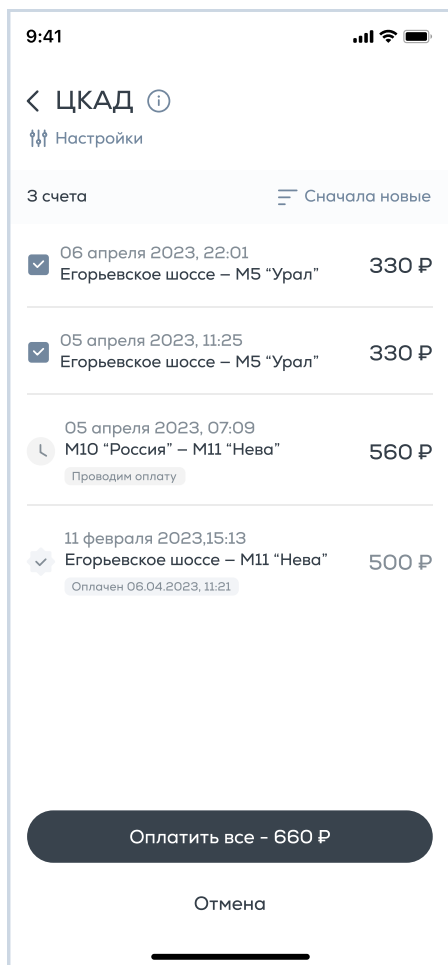 9:41
ЦКАД
Настройки
3 счета
Сначала новые
06 апреля 2023, 22:01
Егорьевское шоссе – М5 “Урал”
330 ₽
05 апреля 2023, 11:25
Егорьевское шоссе – М5 “Урал”
330 ₽
05 апреля 2023, 07:09
М10 “Россия” – М11 “Нева”
560 ₽
Проводим оплату
11 февраля 2023,15:13
Егорьевское шоссе – М11 “Нева”
500 ₽
Оплачен 06.04.2023, 11:21
Оплатить все - 660 ₽
Отмена